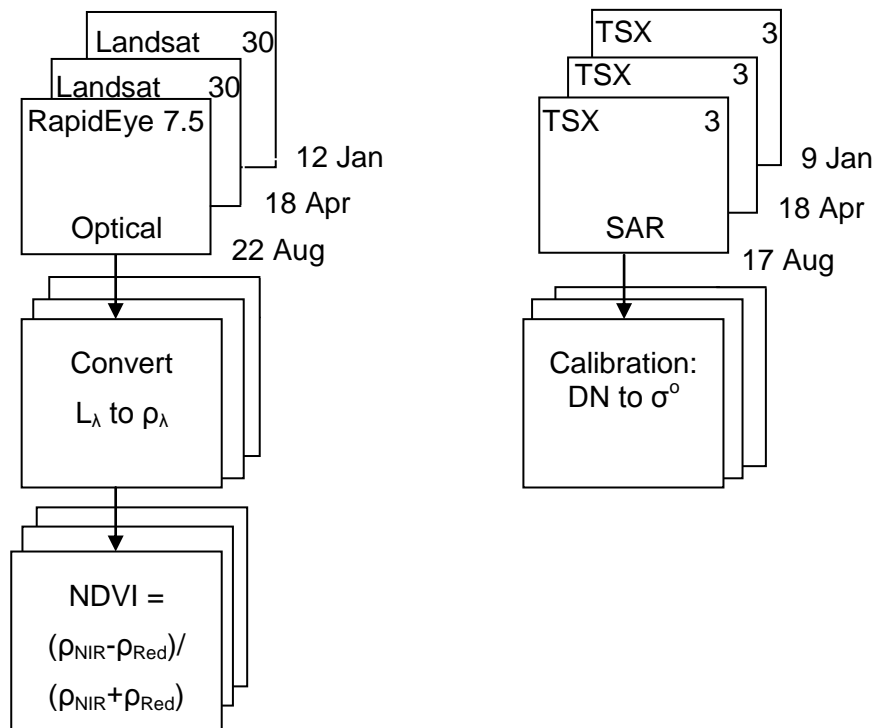 Landsat 30
Landsat 30
RapidEye 7.5
Optical
12 Jan
18 Apr
22 Aug
Convert
Lλ to ρλ
NDVI =
(ρNIR-ρRed)/
(ρNIR+ρRed)
TSX 3
TSX 3
TSX 3
SAR
9 Jan
18 Apr
17 Aug
Calibration:
DN to σº